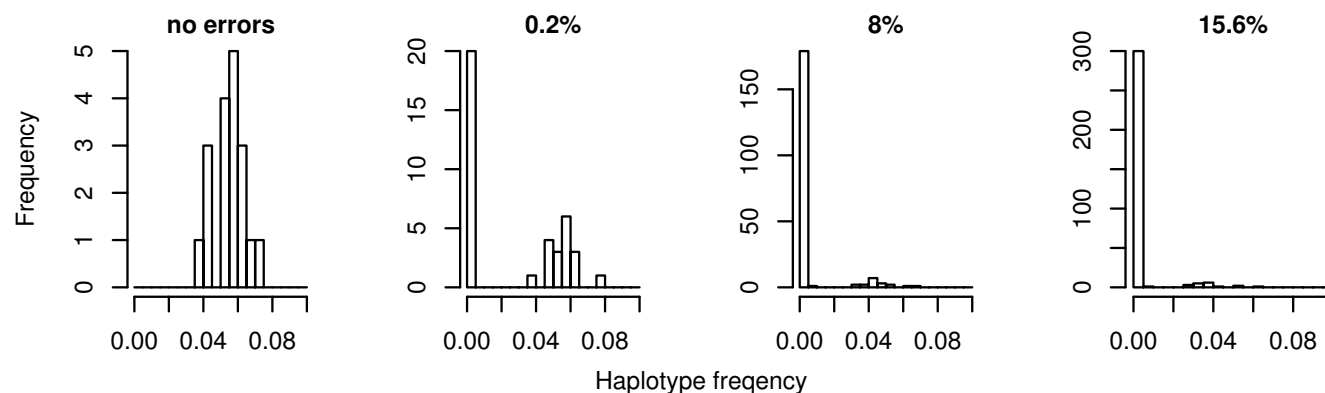 no errors 0.2% 8% 15.6%
Frequency
0 1 2 3 4 5
0 5 10 15 20
0 50 100 150
0 100 200 300
0.00 0.04 0.08 0.00 0.04 0.08 0.00 0.04 0.08 0.00 0.04 0.08
Haplotype freqency